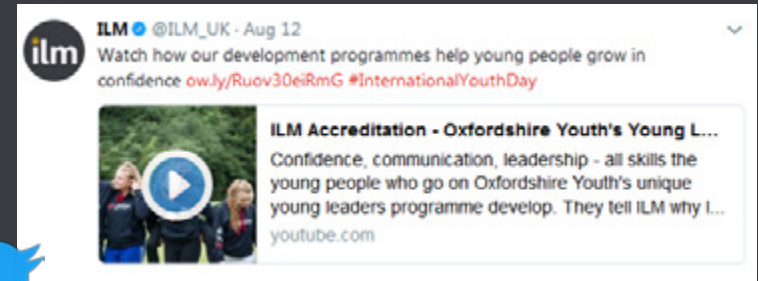 ilm
ILM @ILM_UK - Aug 12
Watch how our development programmes help young people grow in
confidence ow.ly/Ruov30eiRmG #InternationalYouthDay
ILM Accreditation - Oxfordshire Youth's Young L...
Confidence, communication, leadership - all skills the
young people who go on Oxfordshire Youth's unique
young leaders programme develop. They tell ILM why I...
youtube.com